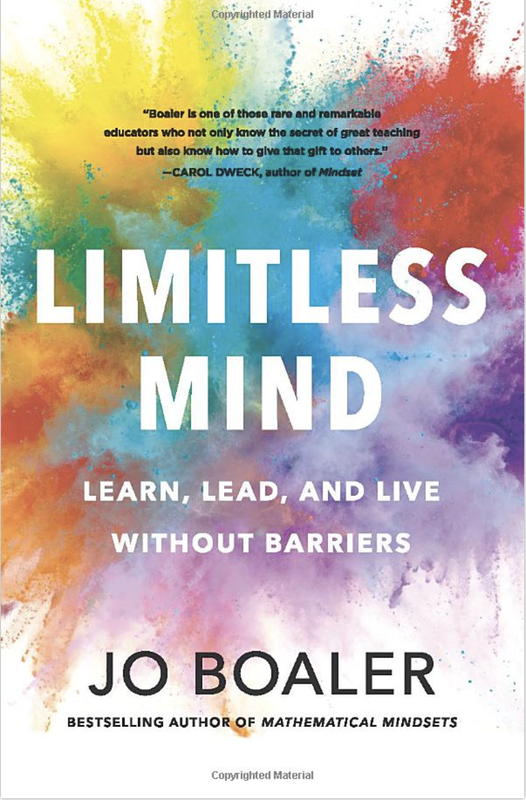 Copyrighted Material
“Boaler is one of those rare and remarkable
educators who not only know the secret of great teaching
but also know how to give that gift to others.”
—CAROL DWECK, author of Mindset
LIMITLESS
MIND
LEARN, LEAD, AND LIVE
WITHOUT BARRIERS
JO BOALER
BESTSELLING AUTHOR OF MATHEMATICAL MINDSETS
Copyrighted Material